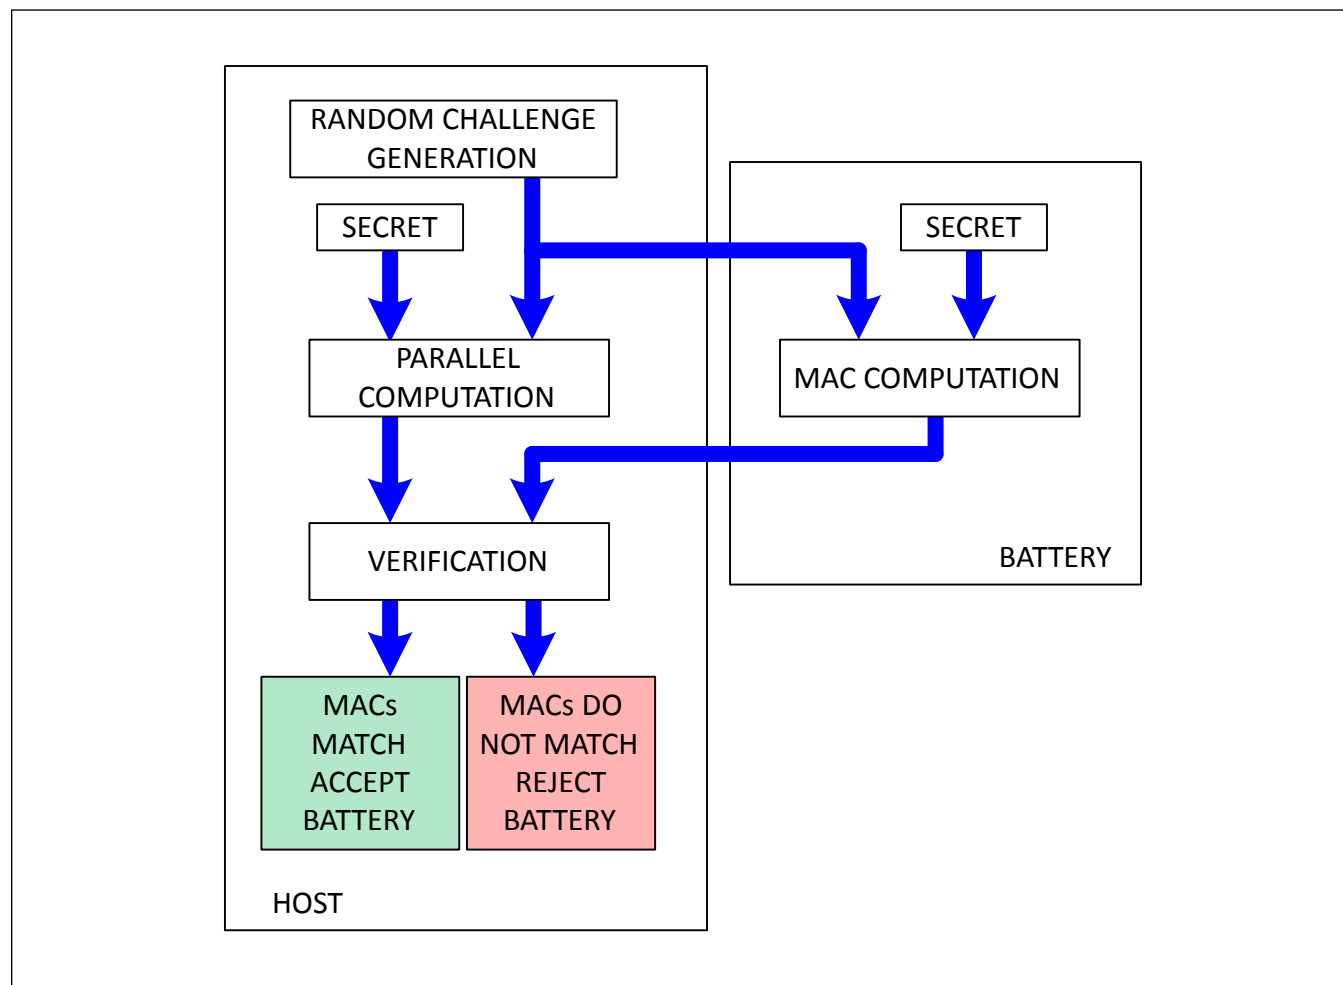 RANDOM CHALLENGE
GENERATION
SECRET
SECRET
PARALLEL
COMPUTATION
MAC COMPUTATION
VERIFICATION
BATTERY
MACs
MATCH
ACCEPT
BATTERY
MACs DO
NOT MATCH
REJECT
BATTERY
HOST